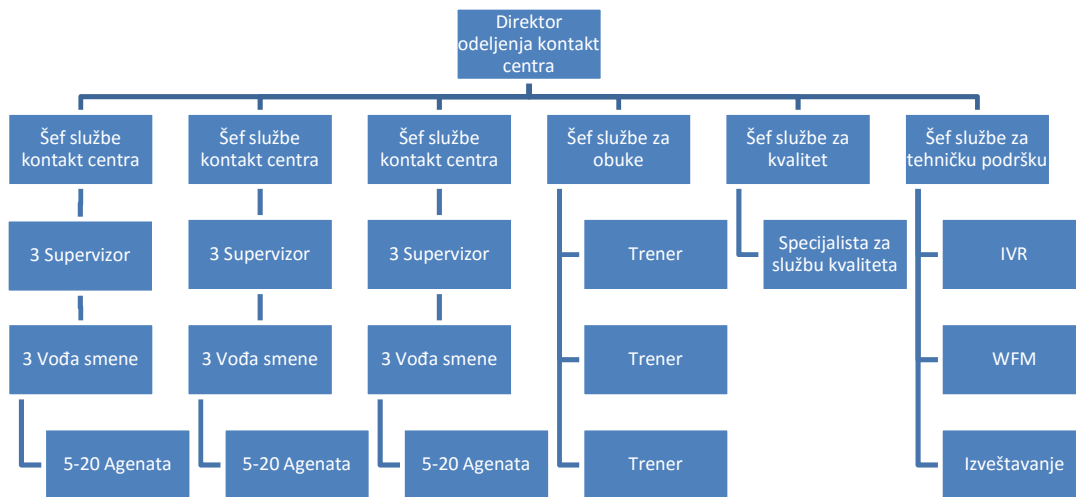 Direktor
odeljenja kontakt
centra
Šef službe
kontakt centra
Šef službe
kontakt centra
Šef službe
kontakt centra
Šef službe za
obuke
Šef službe za
kvalitet
Šef službe za
tehničku podršku
3 Supervizor
3 Supervizor
3 Supervizor
Trener
Specijalista za
službu kvaliteta
IVR
3 Vođa smene
3 Vođa smene
3 Vođa smene
Trener
WFM
5-20 Agenata
5-20 Agenata
5-20 Agenata
Trener
Izveštavanje